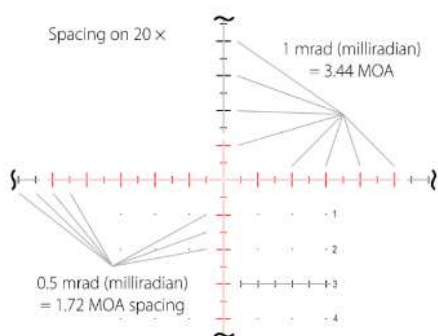 Spacing on 20 ×
1 mrad (milliradian)
= 3.44 MOA
1
2
3
4
0.5 mrad (milliradian)
= 1.72 MOA spacing